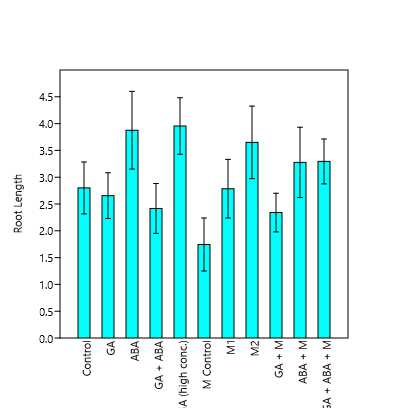 Root Length
4.5
4.0
3.5
3.0
2.5
2.0
1.5
1.0
0.5
0.0
Control
GA
ABA
GA + ABA
(high conc.)
M Control
M1
M2
GA + M
ABA + M
+ ABA + M